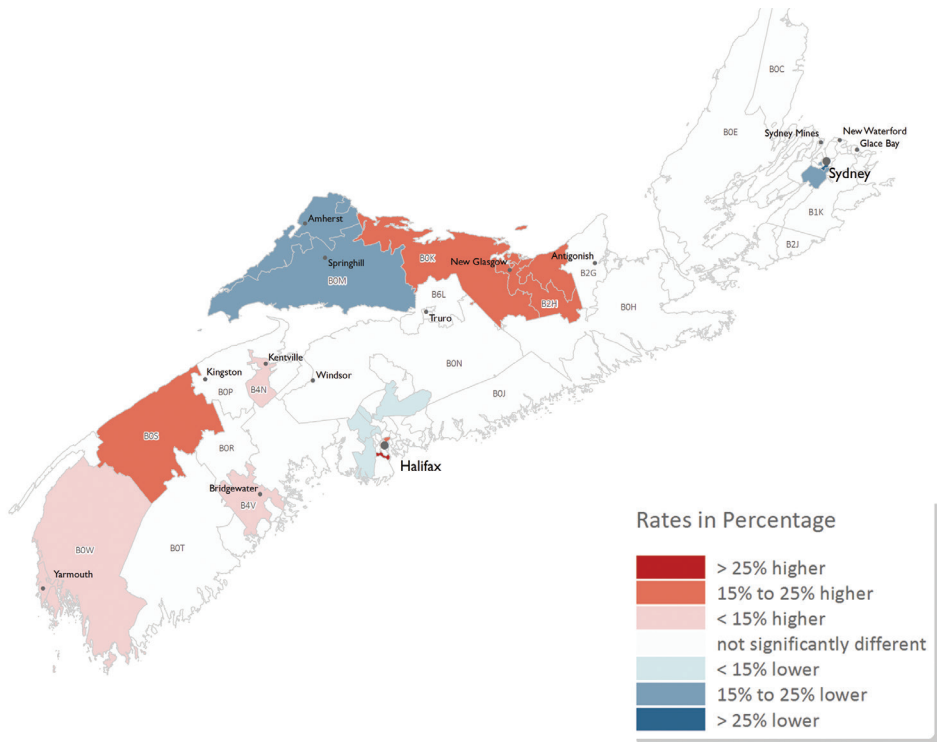 B0C
B0E
Sydney Mines
New Waterford
Glace Bay
Sydney
B1K
B2J
Amherst
Springhill
B0M
B0K
New Glasgow
Antigonish
B2G
B6L
B2H
B0H
Truro
Kentville
Kingston
Windsor
B0N
B0P
B4N
B0J
B0S
B0R
Halifax
Bridgewater
B4V
B0W
B0T
Yarmouth
Rates in Percentage
> 25% higher
15% to 25% higher
< 15% higher
not significantly different
< 15% lower
15% to 25% lower
> 25% lower